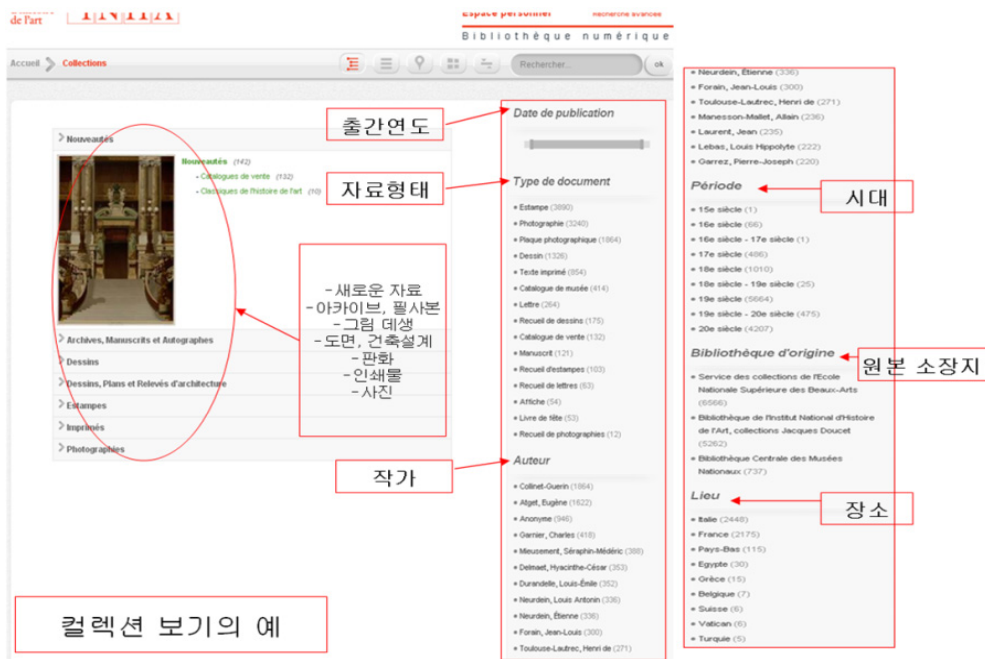 de l'art
INHA
Espace personnel
Recherche avancée
Bibliothèque numérique
Accueil
Collections
Rechercher...
ok
Nouveautés
Nouveautés (142)
- Catalogues de vente (132)
- Classiques de l'histoire de l'art (10)
Archives, Manuscrits et Autographes
Dessins
Dessins, Plans et Relevés d'architecture
Estampes
Imprimés
Photographies
-새로운 자료
-아카이브, 필사본
-그림 데생
-도면, 건축설계
-판화
-인쇄물
-사진
컬렉션 보기의 예
출간연도
자료형태
작가
Date de publication
Type de document
Estampe (3890)
Photographie (3240)
Plaque photographique (1864)
Dessin (1326)
Texte imprimé (854)
Catalogue de musée (414)
Lettre (264)
Recueil de dessins (175)
Catalogue de vente (132)
Manuscrit (121)
Recueil d'estampes (103)
Recueil de lettres (63)
Affiche (54)
Livre de fête (53)
Recueil de photographies (12)
Auteur
Collinet-Guerin (1864)
Atget, Eugène (1622)
Anonyme (946)
Garnier, Charles (418)
Mieusement, Séraphin-Médéric (388)
Delmaet, Hyacinthe-César (353)
Durandelle, Louis-Émile (352)
Neurdein, Louis Antonin (336)
Neurdein, Étienne (336)
Forain, Jean-Louis (300)
Toulouse-Lautrec, Henri de (271)
Neurdein, Étienne (336)
Forain, Jean-Louis (300)
Toulouse-Lautrec, Henri de (271)
Manesson-Mallet, Allain (236)
Laurent, Jean (235)
Lebas, Louis Hippolyte (222)
Garrez, Pierre-Joseph (220)
Période
시대
15e siècle (1)
16e siècle (66)
16e siècle - 17e siècle (1)
17e siècle (486)
18e siècle (1010)
18e siècle - 19e siècle (25)
19e siècle (5664)
19e siècle - 20e siècle (475)
20e siècle (4207)
Bibliothèque d'origine
원본 소장지
Service des collections de l'Ecole
Nationale Supérieure des Beaux-Arts
(6566)
Bibliothèque de l'Institut National d'Histoire
de l'Art, collections Jacques Doucet
(5262)
Bibliothèque Centrale des Musées
Nationaux (737)
Lieu
장소
Italie (2448)
France (2175)
Pays-Bas (115)
Egypte (30)
Grèce (15)
Belgique (7)
Suisse (6)
Vatican (6)
Turquie (5)